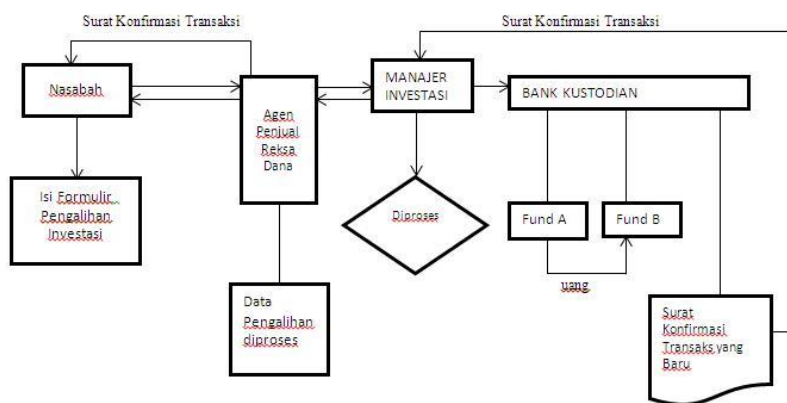 Surat Konfirmasi Transaksi
Surat Konfirmasi Transaksi
Nasabah
Agen
Penjual
Reksa
Dana
MANAJER
INVESTASI
BANK KUSTODIAN
Isi Formulir
Pengalihan
Investasi
Diproses
Fund A
Fund B
uang
Data
Pengalihan
diproses
Surat
Konfirmasi
Transaks yang
Baru